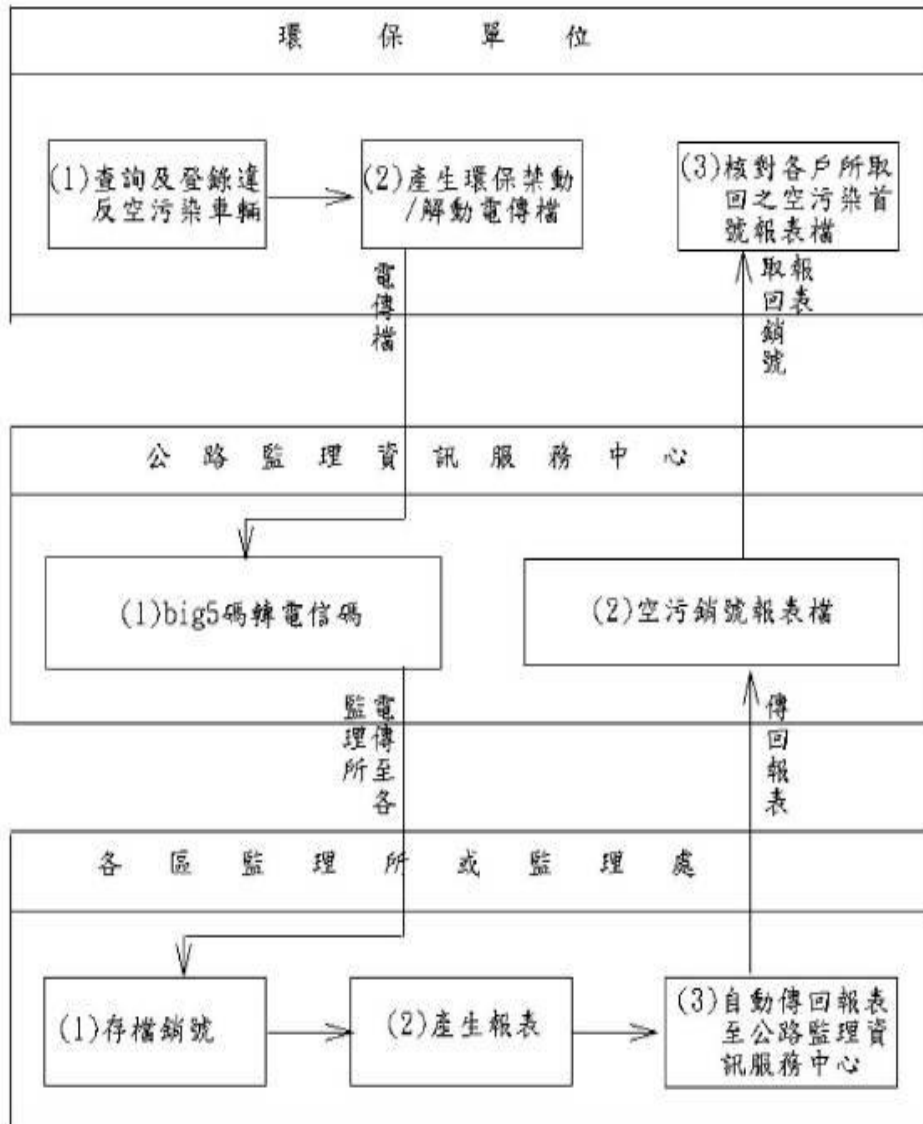 環保單位
(1)查詢及登錄違
反空污染車輛
(2)產生環保禁動
/解動電傳檔
(3)核對各戶所取
回之空污染首
號報表檔
電傳檔
取回銷號
報表
公路監理資訊服務中心
(1)big5碼轉電信碼
(2)空污銷號報表檔
電傳至各
監理所
傳回報表
各區監理所或監理處
(1)存檔銷號
(2)產生報表
(3)自動傳回報表
至公路監理資
訊服務中心